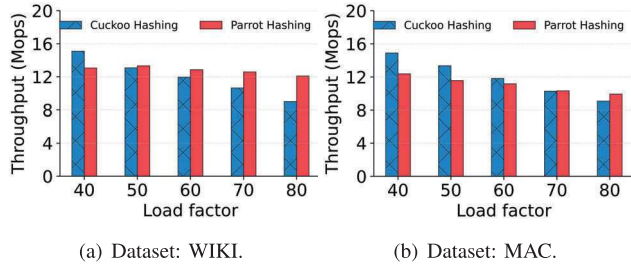 Cuckoo Hashing Parrot Hashing
Throughput (Mops)
20
16
12
8
4
0
40 50 60 70 80
Load factor
(a) Dataset: WIKI.
Cuckoo Hashing Parrot Hashing
Throughput (Mops)
20
16
12
8
4
0
40 50 60 70 80
Load factor
(b) Dataset: MAC.